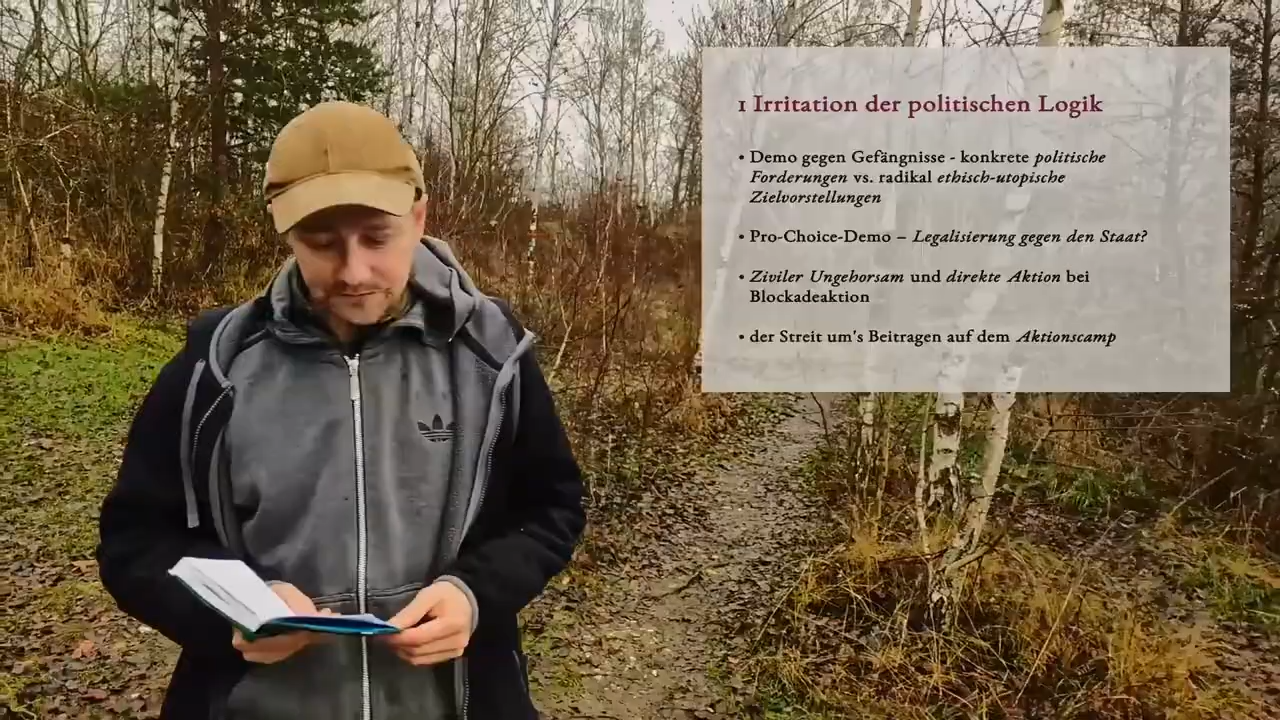 1 Irritation der politischen Logik
• Demo gegen Gefängnisse - konkrete politische
Forderungen vs. radikal ethisch-utopische
Zielvorstellungen
• Pro-Choice-Demo – Legalisierung gegen den Staat?
• Ziviler Ungehorsam und direkte Aktion bei
Blockadeaktion
• der Streit um's Beitragen auf dem Aktionscamp